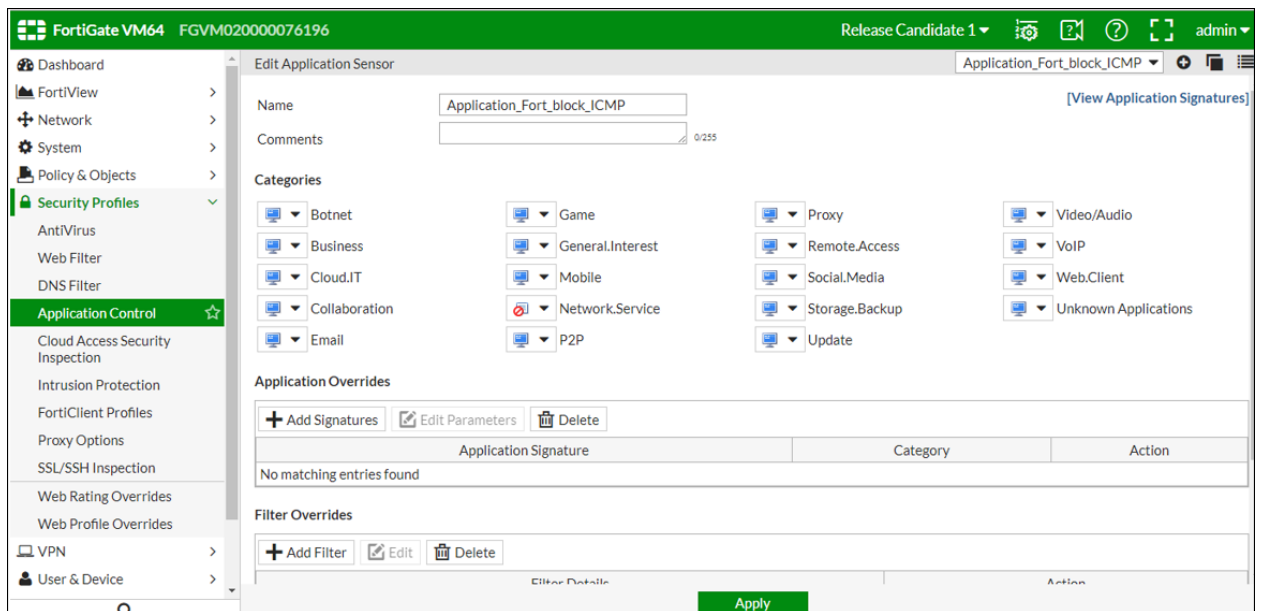 FortiGate VM64 FGVM020000076196 Release Candidate 1 admin
Dashboard
FortiView
Network
System
Policy & Objects
Security Profiles
AntiVirus
Web Filter
DNS Filter
Application Control
Cloud Access Security
Inspection
Intrusion Protection
FortiClient Profiles
Proxy Options
SSL/SSH Inspection
Web Rating Overrides
Web Profile Overrides
VPN
User & Device
Edit Application Sensor Application_Fort_block_ICMP
Name Application_Fort_block_ICMP [View Application Signatures]
Comments 0/255
Categories
Botnet Game Proxy Video/Audio
Business General.Interest Remote.Access VoIP
Cloud.IT Mobile Social.Media Web.Client
Collaboration Network.Service Storage.Backup Unknown Applications
Email P2P Update
Application Overrides
Add Signatures Edit Parameters Delete
Application Signature Category Action
No matching entries found
Filter Overrides
Add Filter Edit Delete
Filter Details Action
Apply